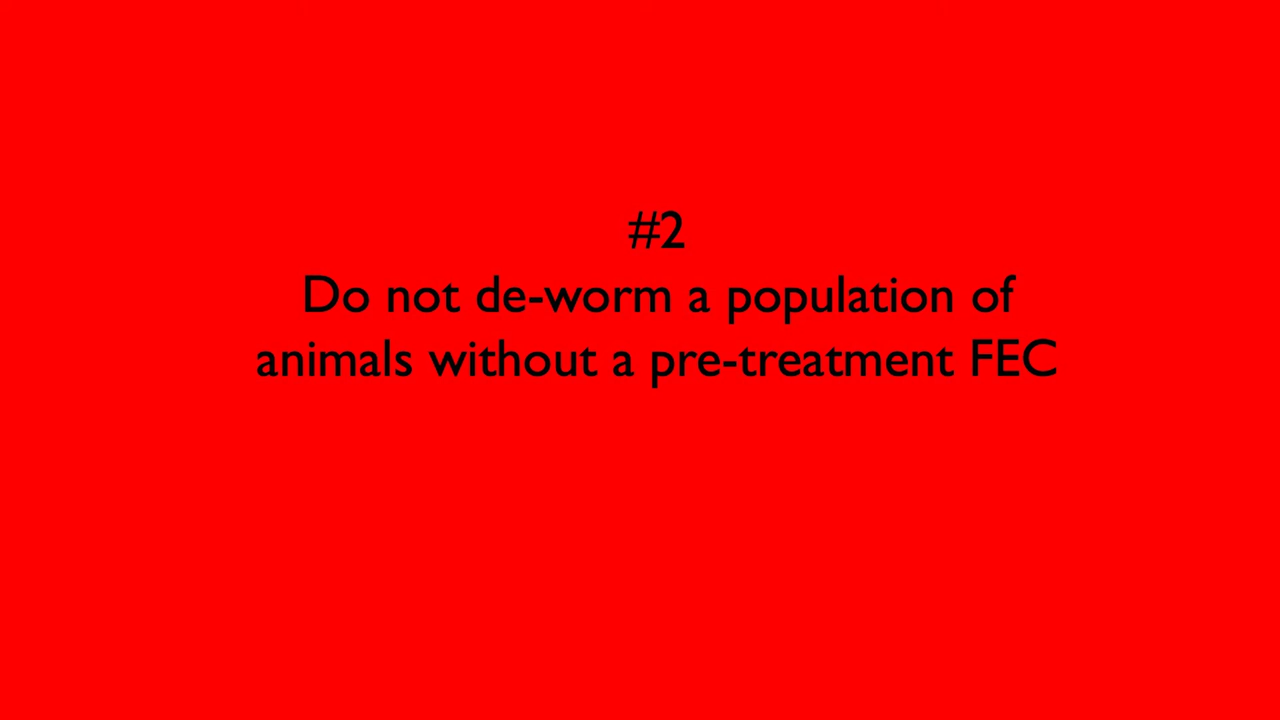 #2
Do not de-worm a population of
animals without a pre-treatment FEC